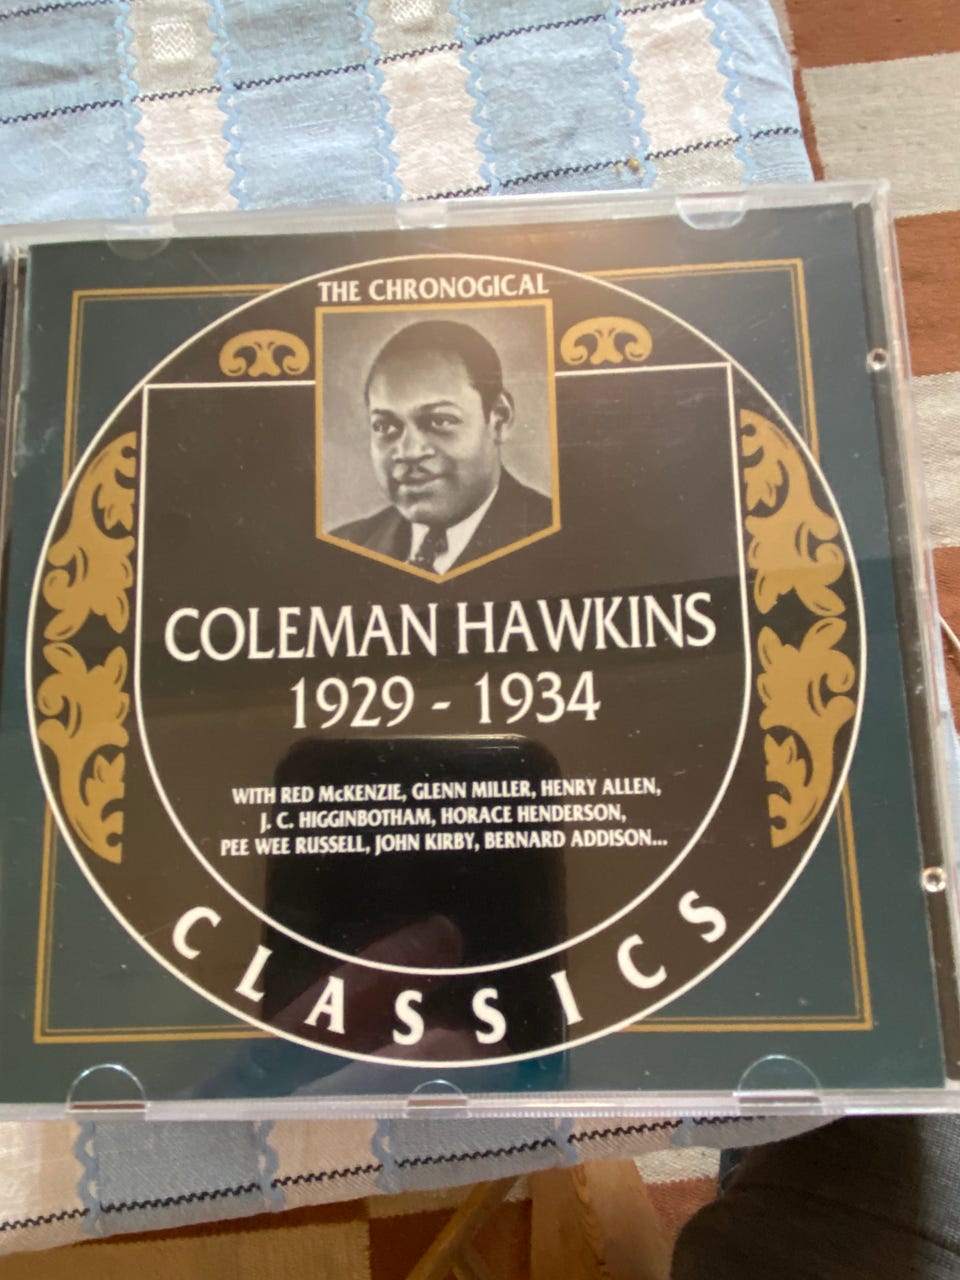 THE CHRONOGICAL
COLEMAN HAWKINS
1929 - 1934
WITH RED McKENZIE, GLENN MILLER, HENRY ALLEN,
J. C. HIGGINBOTHAM, HORACE HENDERSON,
PEE WEE RUSSELL, JOHN KIRBY, BERNARD ADDISON...
CLASSICS